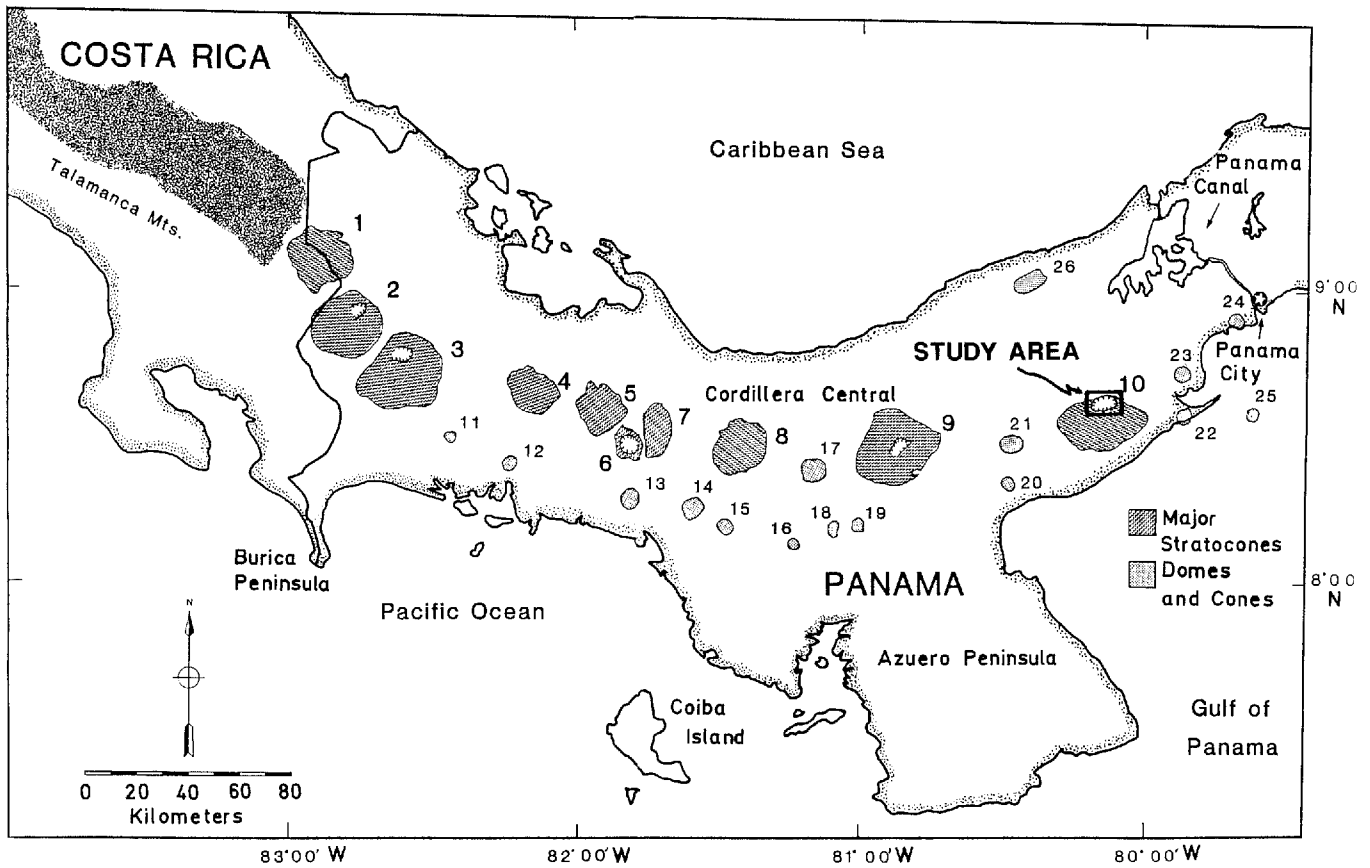 COSTA RICA
Talamanca Mts.
Caribbean Sea
Panama
Canal
1
2
3
4
5
6
7
8
9
10
11
12
13
14
15
16
17
18
19
20
21
22
23
24
25
26
9°00'
N
STUDY AREA
Panama
City
Cordillera Central
Major
Stratocones
Domes
and Cones
8°00
N
Burica
Peninsula
PANAMA
Pacific Ocean
Azuero Peninsula
N
Coiba
Island
Gulf of
Panama
0 20 40 60 80
Kilometers
83°00' W
82°00' W
81°00' W
80°00' W